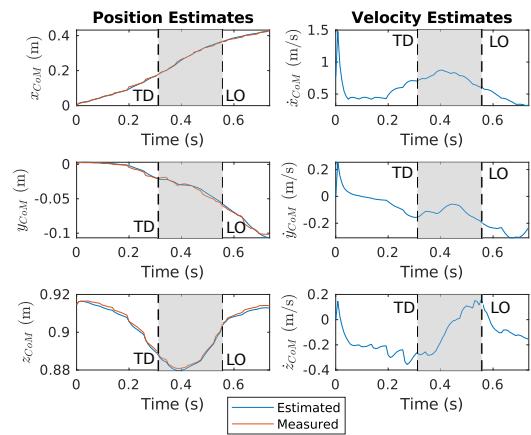 Position Estimates
Velocity Estimates
x_CoM (m)
0.4
0.2
0
TD
LO
0
0.2
0.4
0.6
Time (s)
ẋ_CoM (m/s)
1.5
1
0.5
TD
LO
0
0.2
0.4
0.6
Time (s)
y_CoM (m)
0
-0.05
-0.1
TD
LO
0
0.2
0.4
0.6
Time (s)
ẏ_CoM (m/s)
0.2
0
-0.2
TD
LO
0
0.2
0.4
0.6
Time (s)
z_CoM (m)
0.92
0.9
0.88
TD
LO
0
0.2
0.4
0.6
Time (s)
ż_CoM (m/s)
0.2
0
-0.2
-0.4
TD
LO
0
0.2
0.4
0.6
Time (s)
Estimated
Measured